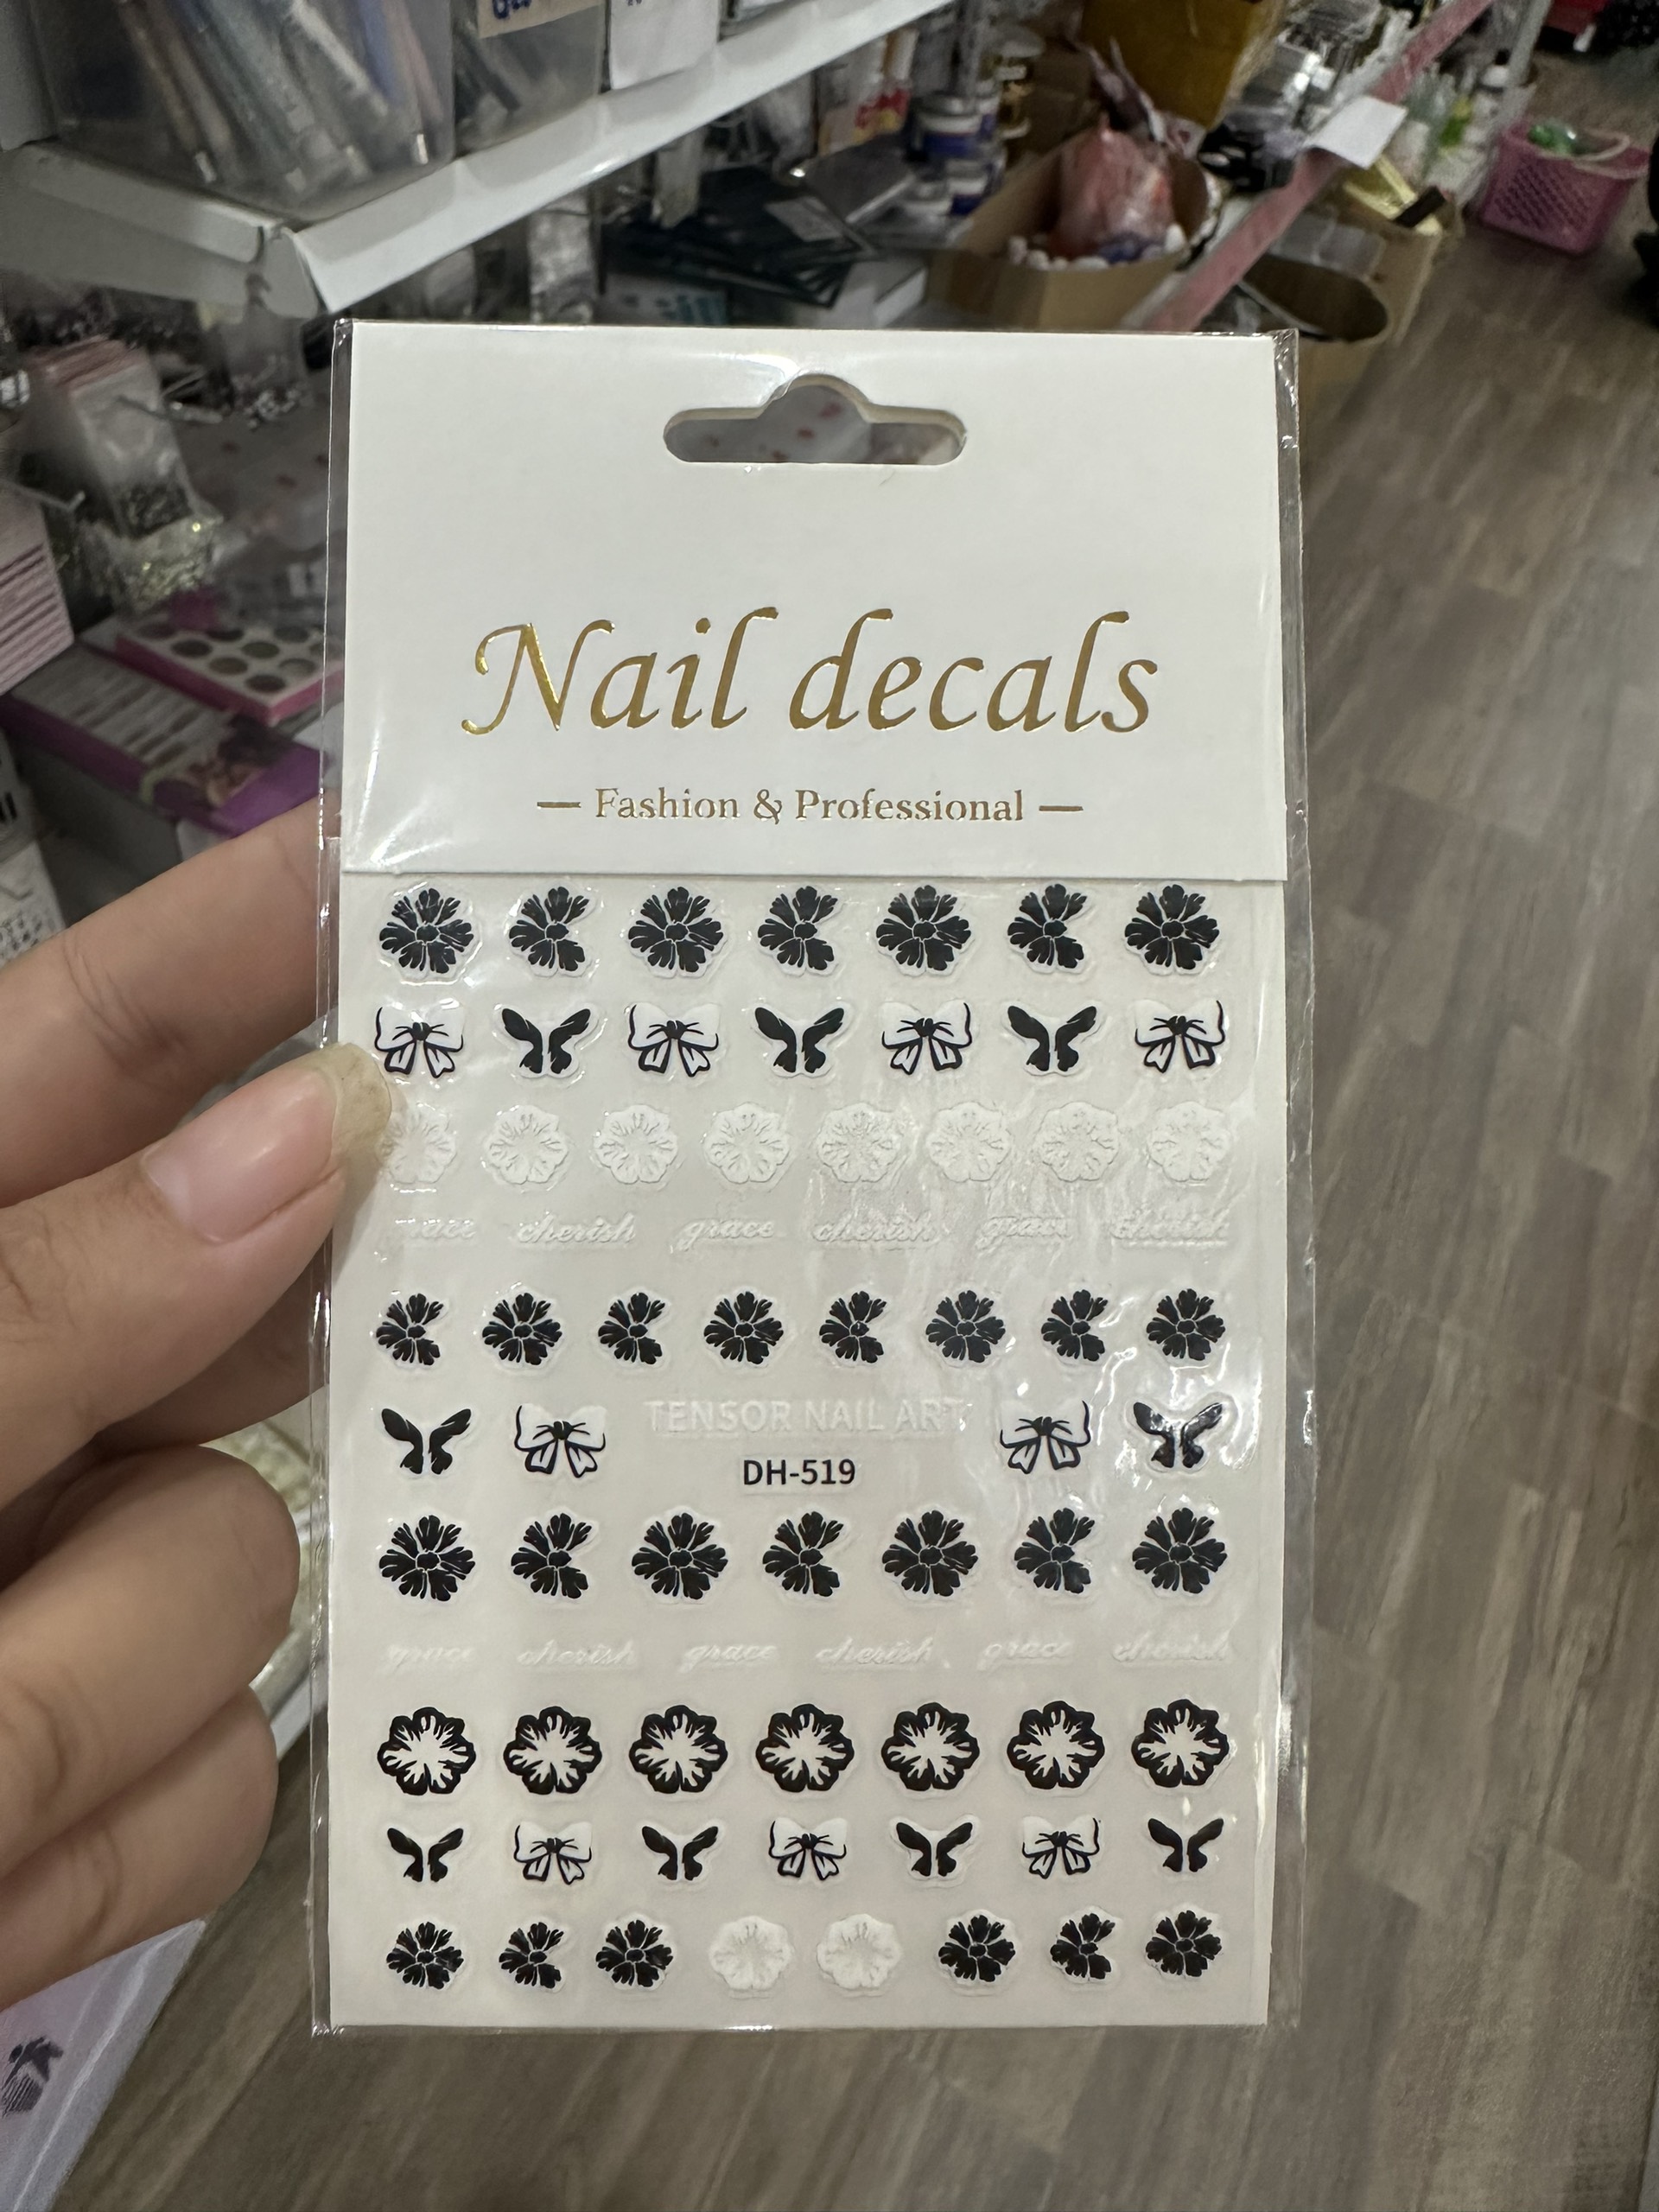 Nail decals
— Fashion & Professional —
grace cherish grace cherish grace cherish
TENSOR NAIL ART
DH-519
grace cherish grace cherish grace cherish